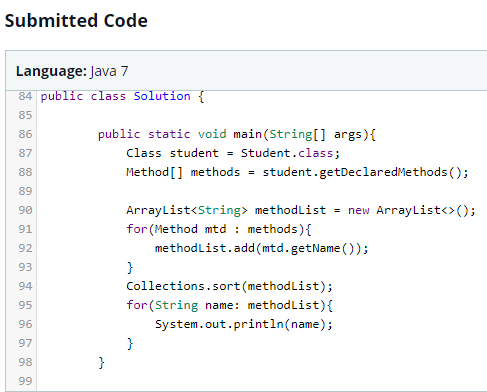 Submitted Code
Language: Java 7
84 public class Solution {
85
86         public static void main(String[] args){
87             Class student = Student.class;
88             Method[] methods = student.getDeclaredMethods();
89
90             ArrayList<String> methodList = new ArrayList<>();
91             for(Method mtd : methods){
92                 methodList.add(mtd.getName());
93             }
94             Collections.sort(methodList);
95             for(String name: methodList){
96                 System.out.println(name);
97             }
98         }
99